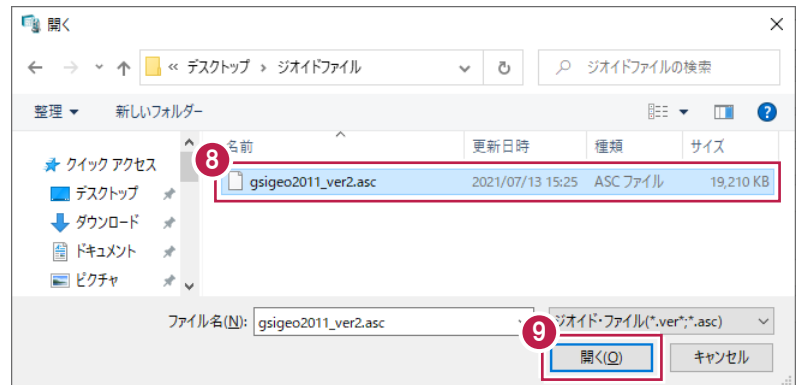 開く
« デスクトップ › ジオイドファイル
ジオイドファイルの検索
整理 新しいフォルダー
名前 更新日時 種類 サイズ
8
クイック アクセス
gsigeo2011_ver2.asc 2021/07/13 15:25 ASC ファイル 19,210 KB
デスクトップ
ダウンロード
ドキュメント
ピクチャ
ファイル名(N): gsigeo2011_ver2.asc ジオイド・ファイル(*.ver*;*.asc)
9
開く(O) キャンセル